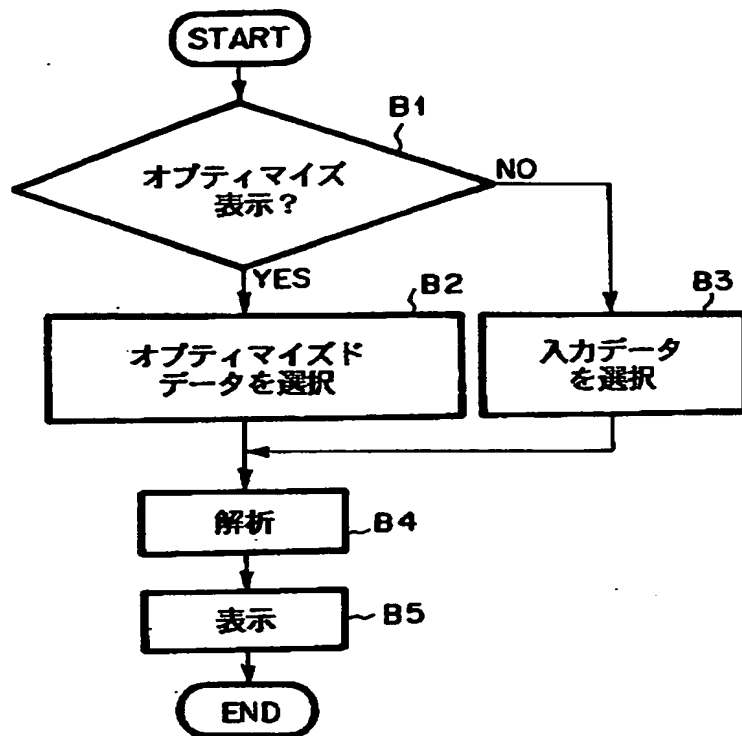 START
B1
オプティマイズ
表示?
NO
YES
B2
B3
オプティマイズド
データを選択
入力データ
を選択
解析
B4
表示
B5
END